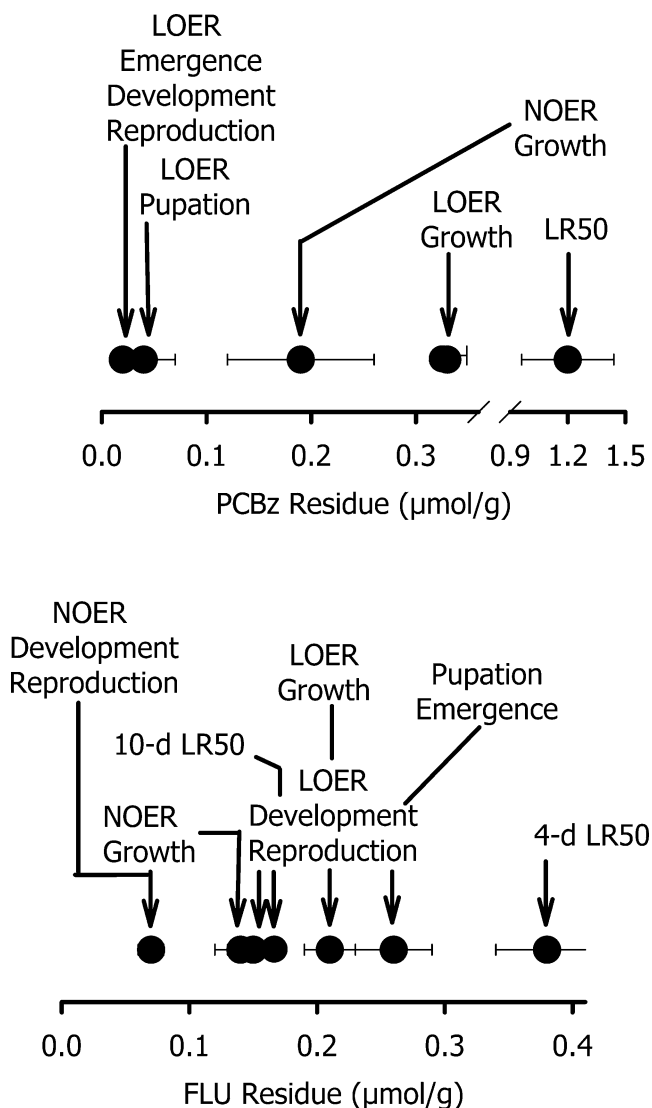 LOER
Emergence
Development
Reproduction
LOER
Pupation
NOER
Growth
LOER
Growth
LR50
0.0 0.1 0.2 0.3 0.9 1.2 1.5
PCBz Residue (µmol/g)
NOER
Development
Reproduction
LOER
Growth
Pupation
Emergence
10-d LR50
NOER
Growth
LOER
Development
Reproduction
4-d LR50
0.0 0.1 0.2 0.3 0.4
FLU Residue (µmol/g)